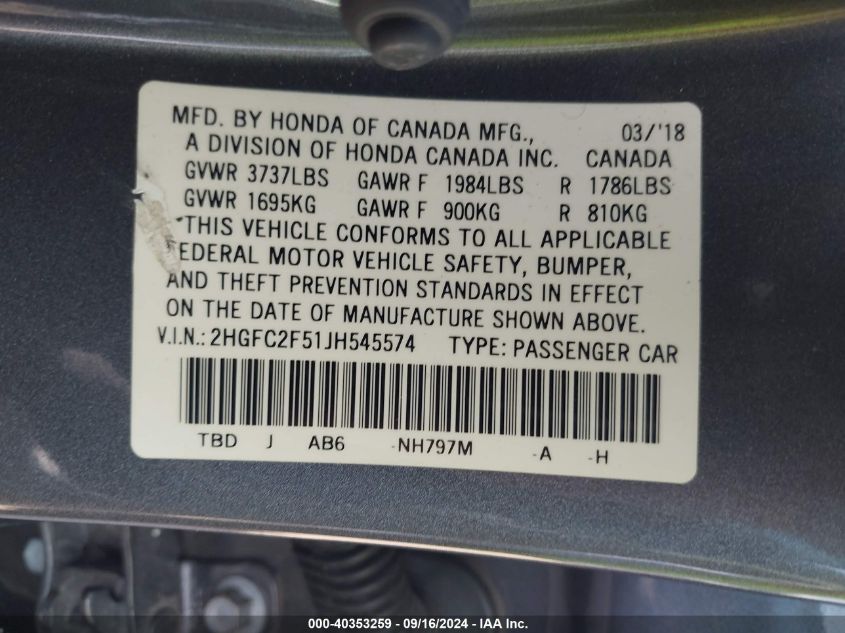 MFD. BY HONDA OF CANADA MFG., 03/'18
A DIVISION OF HONDA CANADA INC. CANADA
GVWR 3737LBS GAWR F 1984LBS R 1786LBS
GVWR 1695KG GAWR F 900KG R 810KG
THIS VEHICLE CONFORMS TO ALL APPLICABLE
FEDERAL MOTOR VEHICLE SAFETY, BUMPER,
AND THEFT PREVENTION STANDARDS IN EFFECT
ON THE DATE OF MANUFACTURE SHOWN ABOVE.
V.I.N.: 2HGFC2F51JH545574 TYPE: PASSENGER CAR
TBD J AB6 -NH797M -A -H
000-40353259 - 09/16/2024 - IAA Inc.